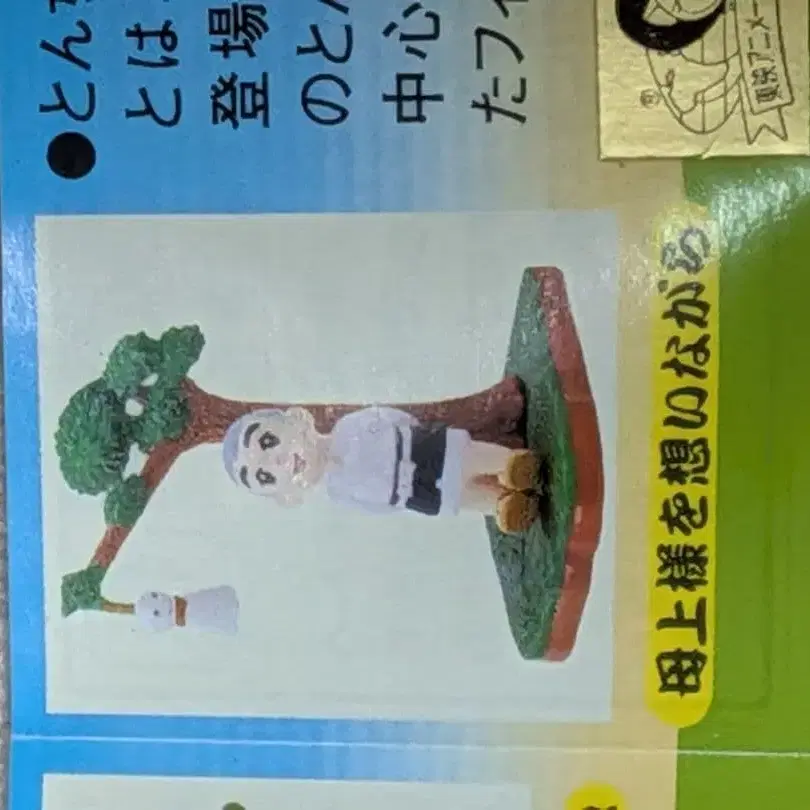 ●とん
とは
登場
のとん
中心
たフィ
東映アニメー
母上様を想いながら